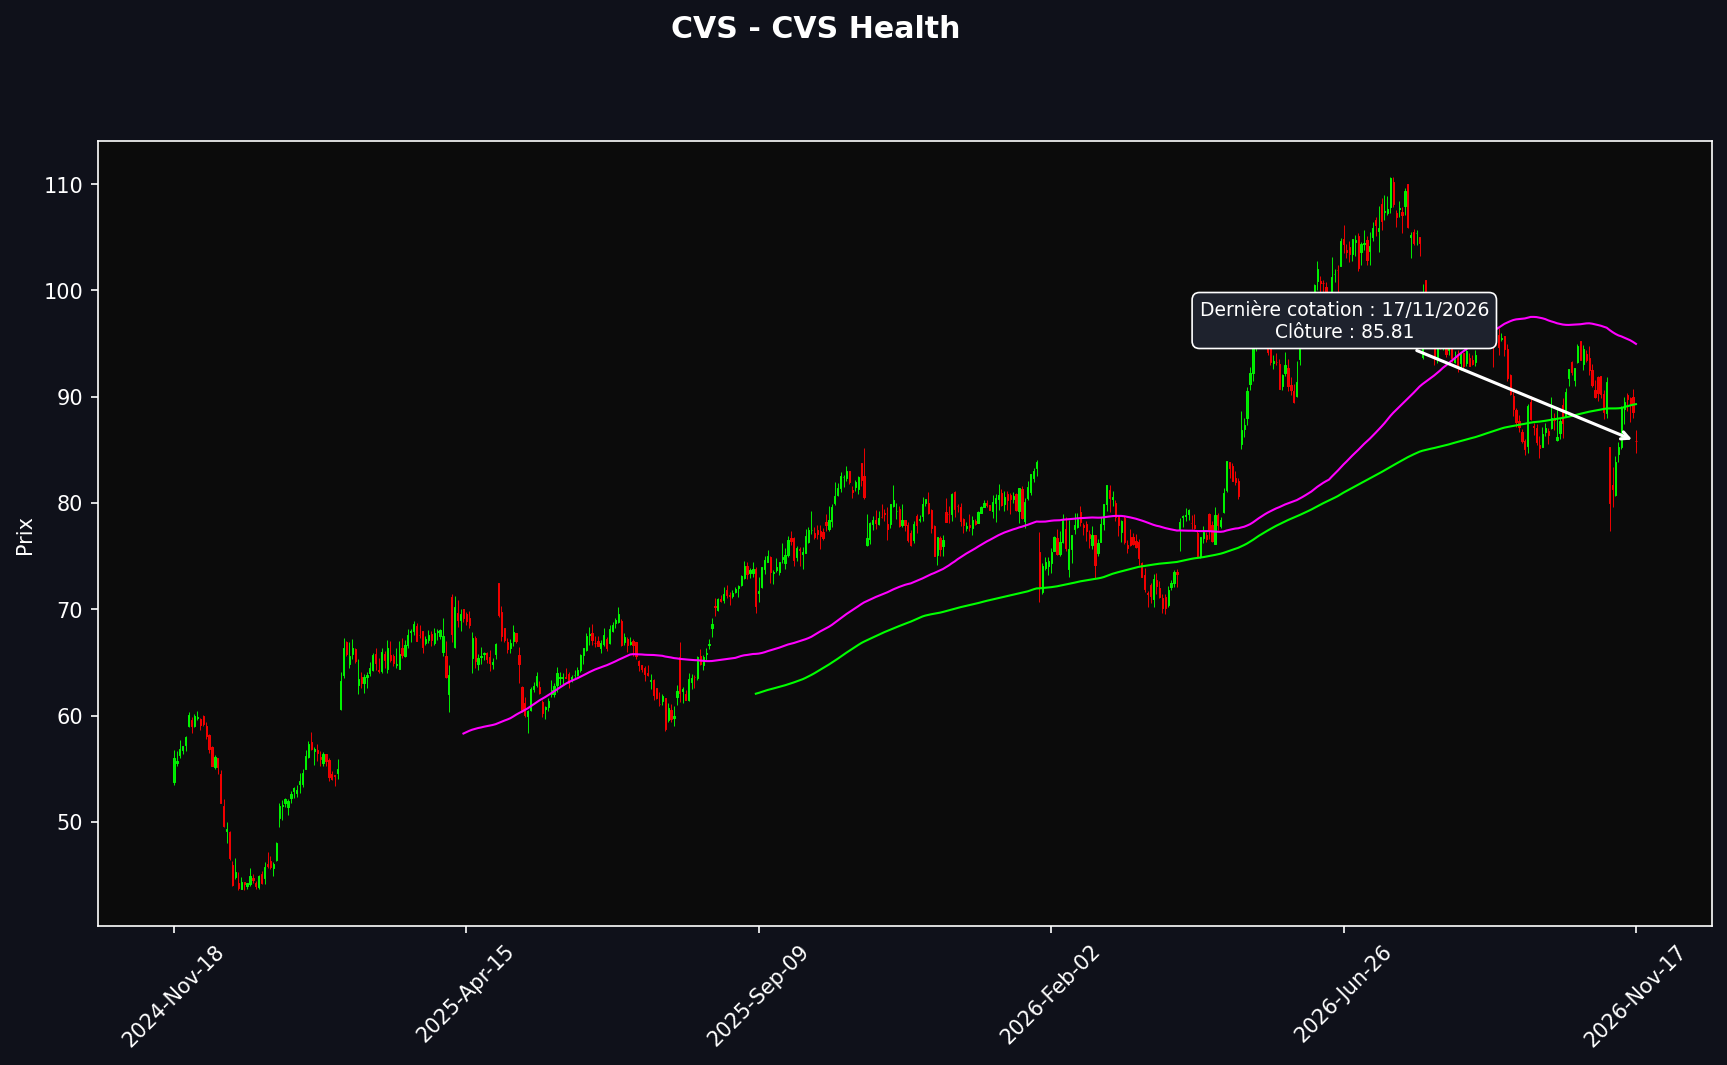 CVS - CVS Health
Prix
110
100
90
80
70
60
50
Dernière cotation : 17/11/2026
Clôture : 85.81
2024-Nov-18
2025-Apr-15
2025-Sep-09
2026-Feb-02
2026-Jun-26
2026-Nov-17